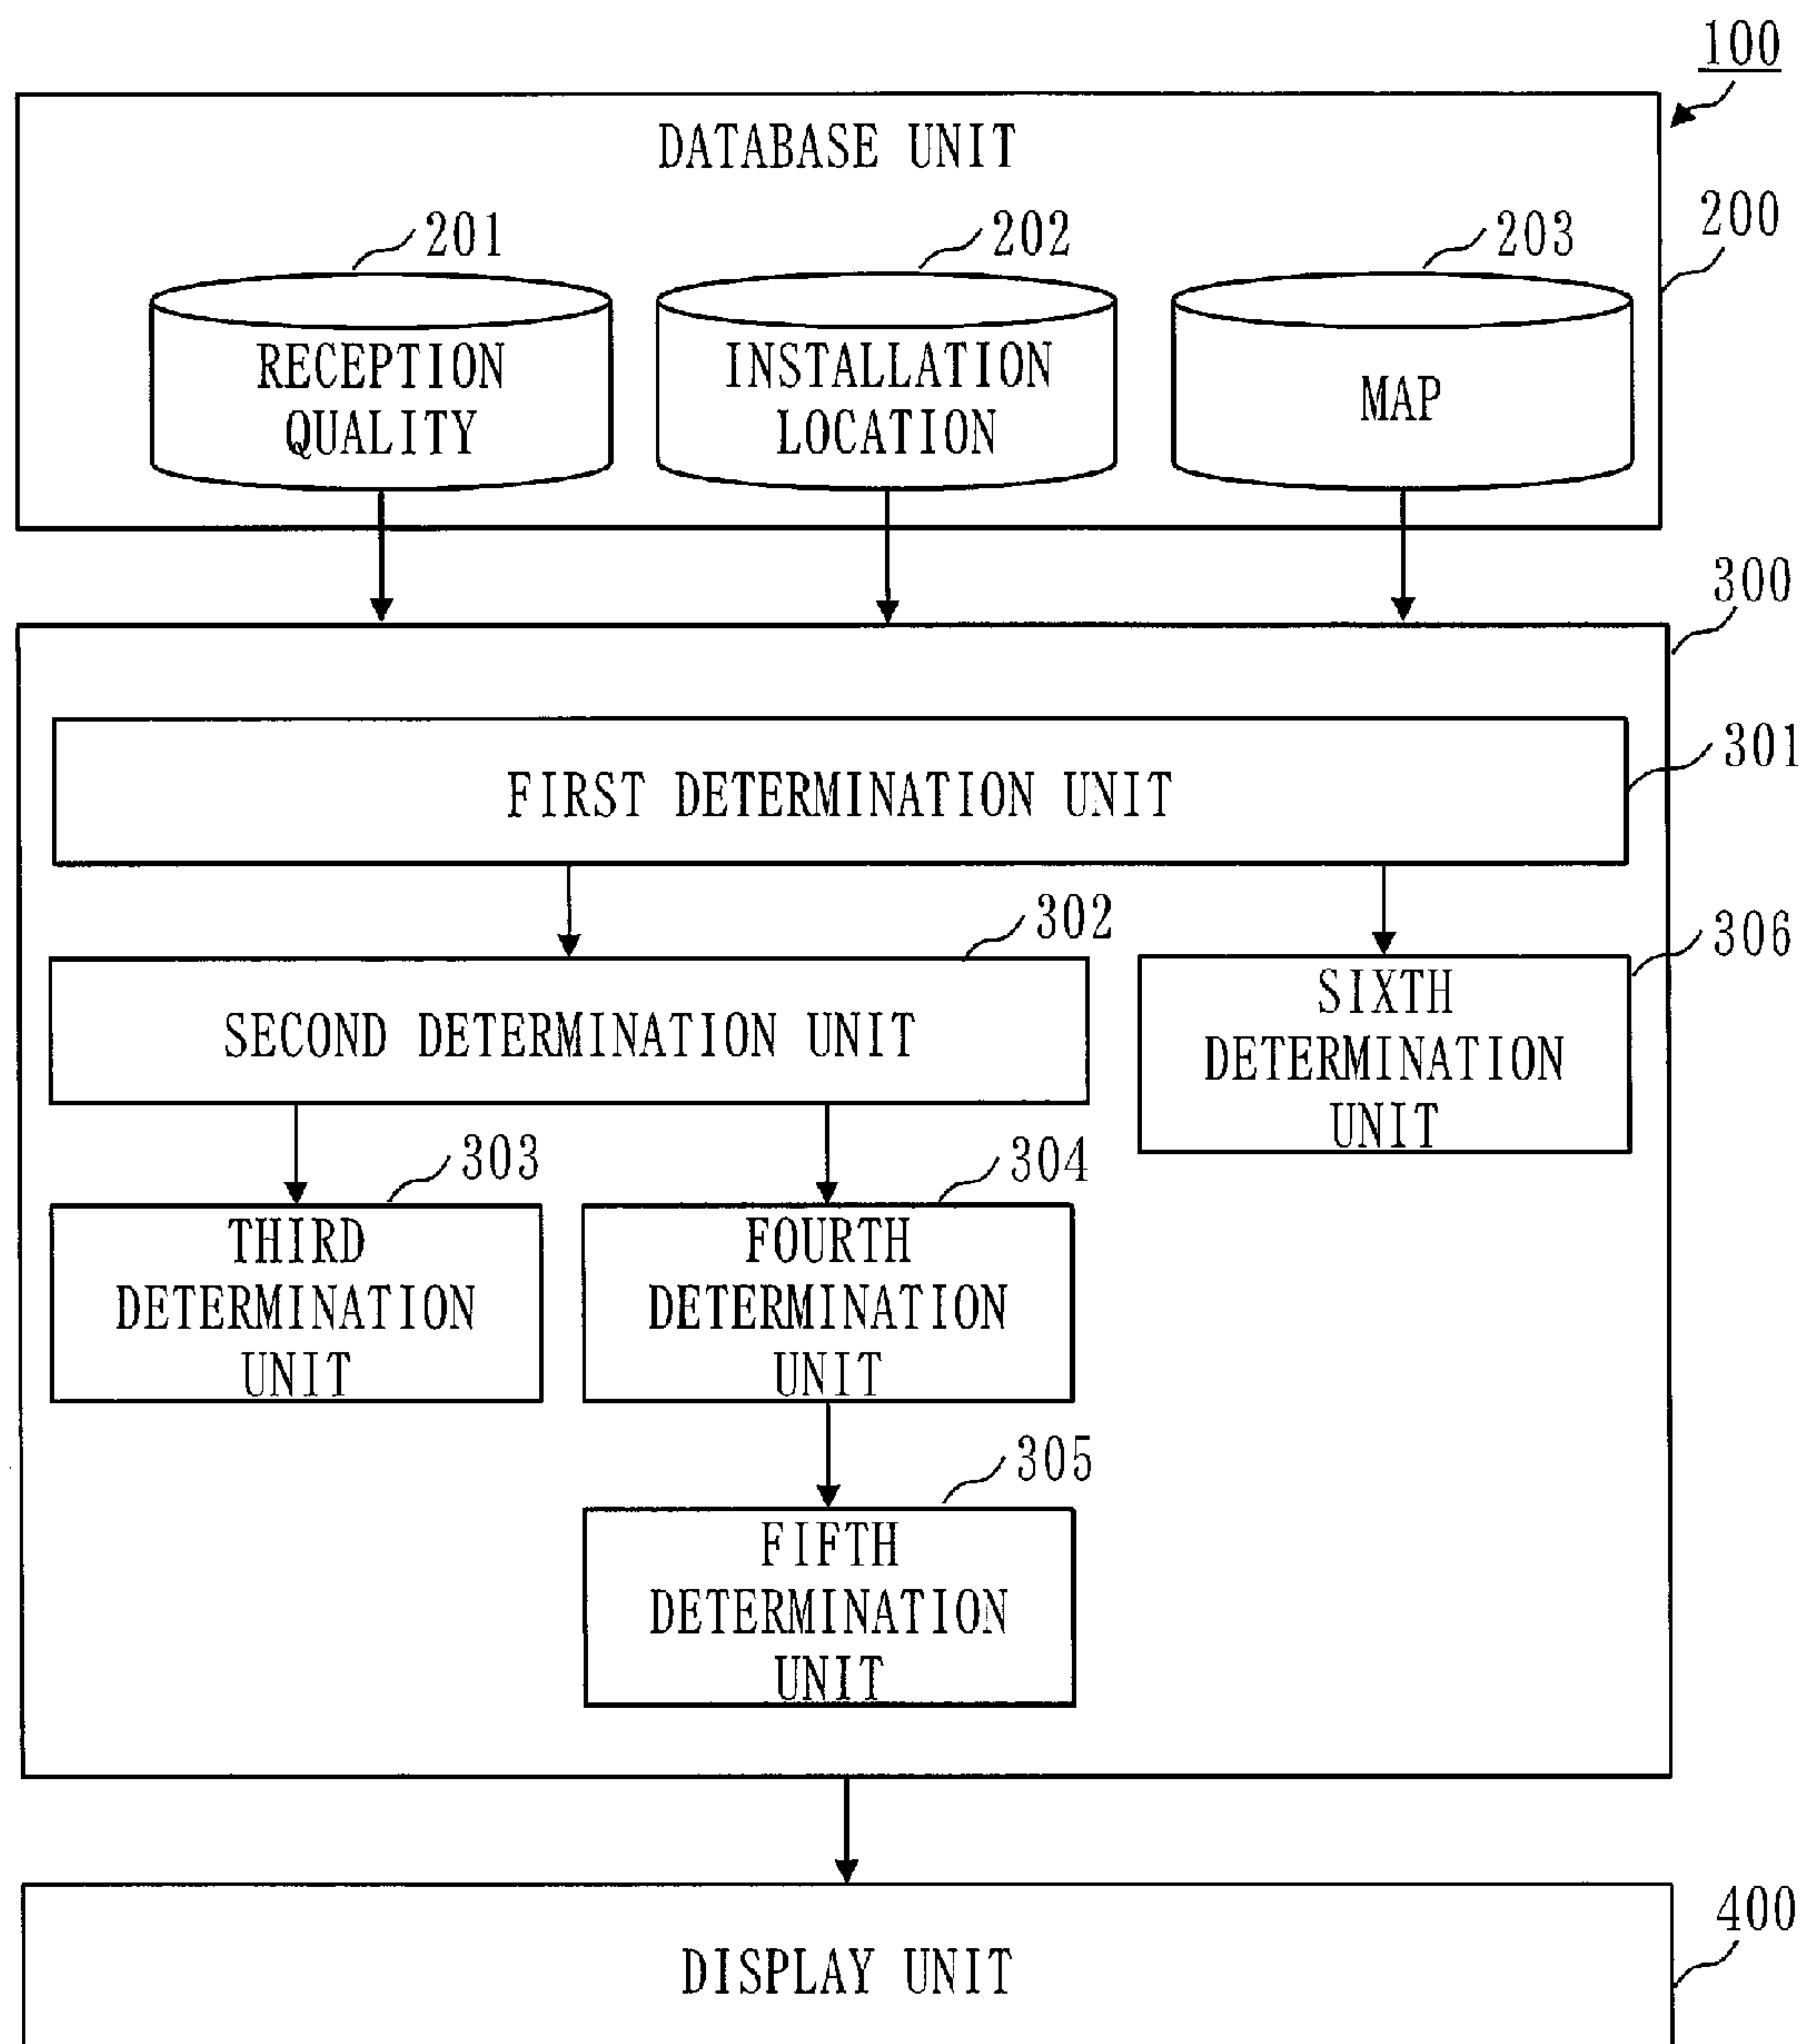 100
DATABASE UNIT
200
201
202
203
RECEPTION
QUALITY
INSTALLATION
LOCATION
MAP
300
301
FIRST DETERMINATION UNIT
302
306
SECOND DETERMINATION UNIT
SIXTH
DETERMINATION
UNIT
303
304
THIRD
DETERMINATION
UNIT
FOURTH
DETERMINATION
UNIT
305
FIFTH
DETERMINATION
UNIT
400
DISPLAY UNIT